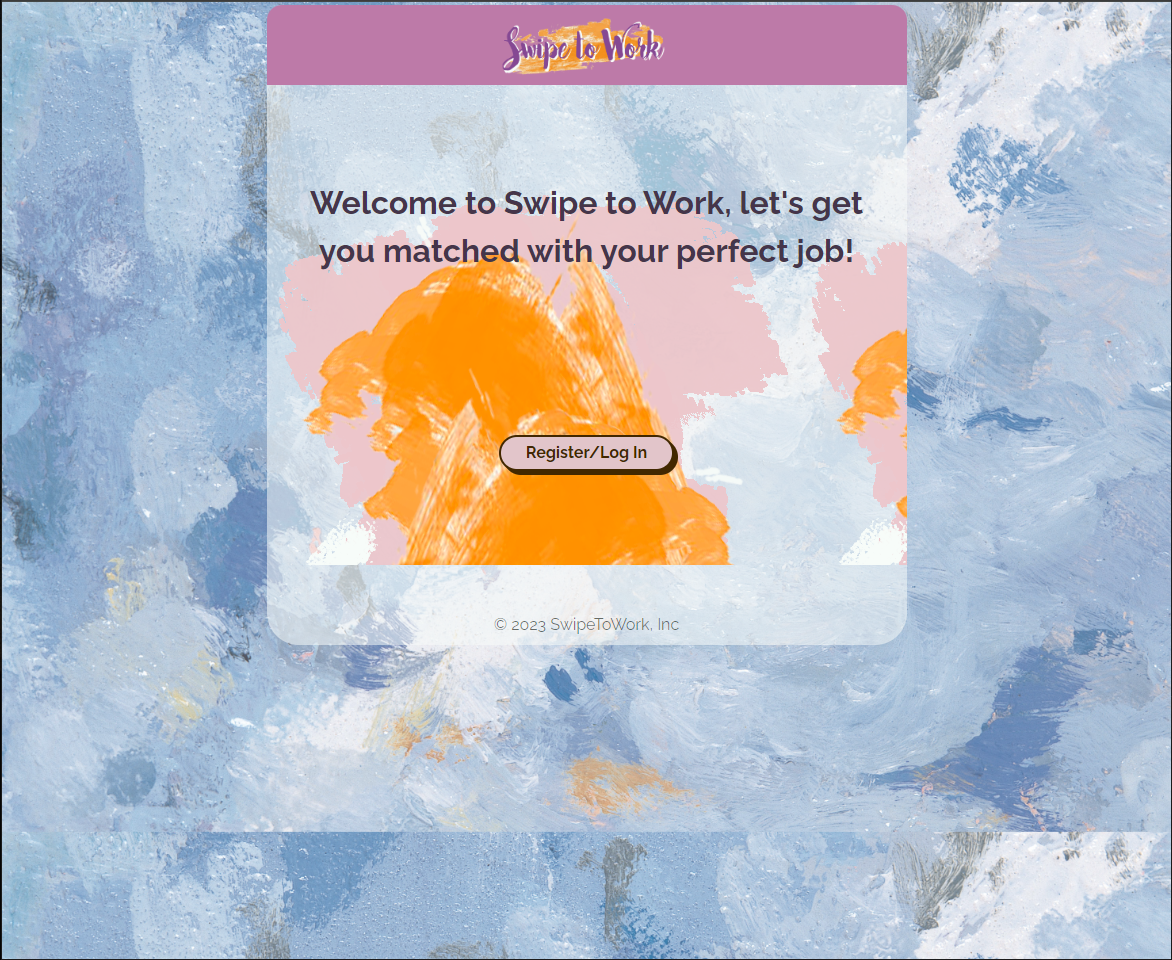 Swipe to Work
Welcome to Swipe to Work, let's get
you matched with your perfect job!
Register/Log In
© 2023 SwipeToWork, Inc